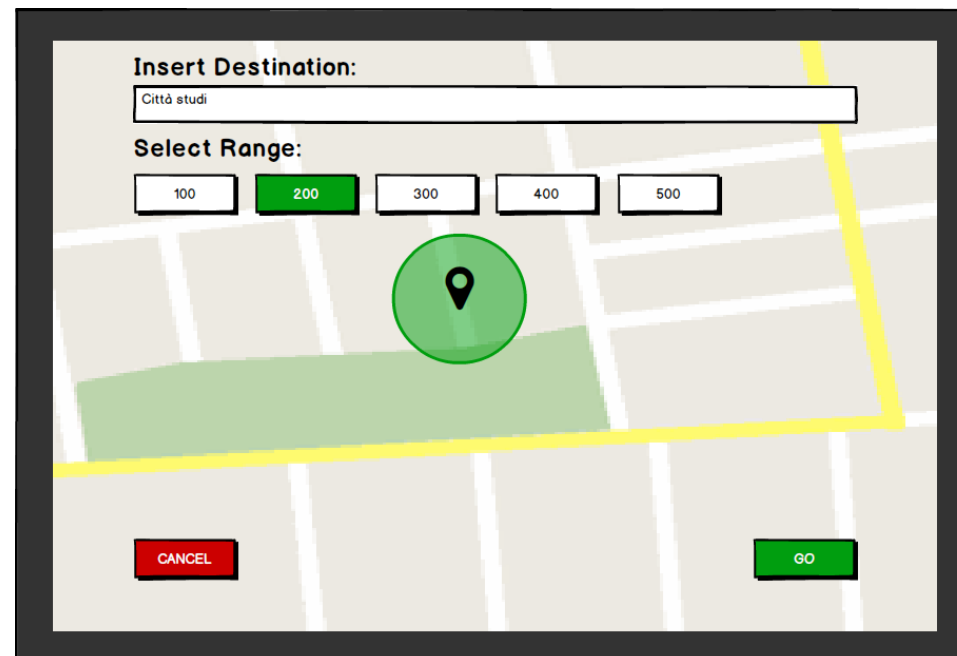 Insert Destination:
Città studi
Select Range:
100 200 300 400 500
CANCEL GO